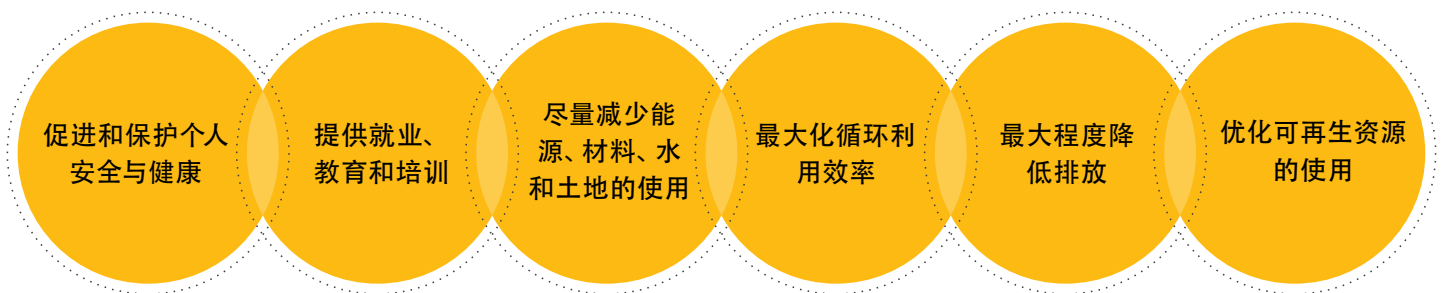 促进和保护个人
安全与健康
提供就业、
教育和培训
尽量减少能
源、材料、水
和土地的使用
最大化循环利
用效率
最大程度降
低排放
优化可再生资源
的使用